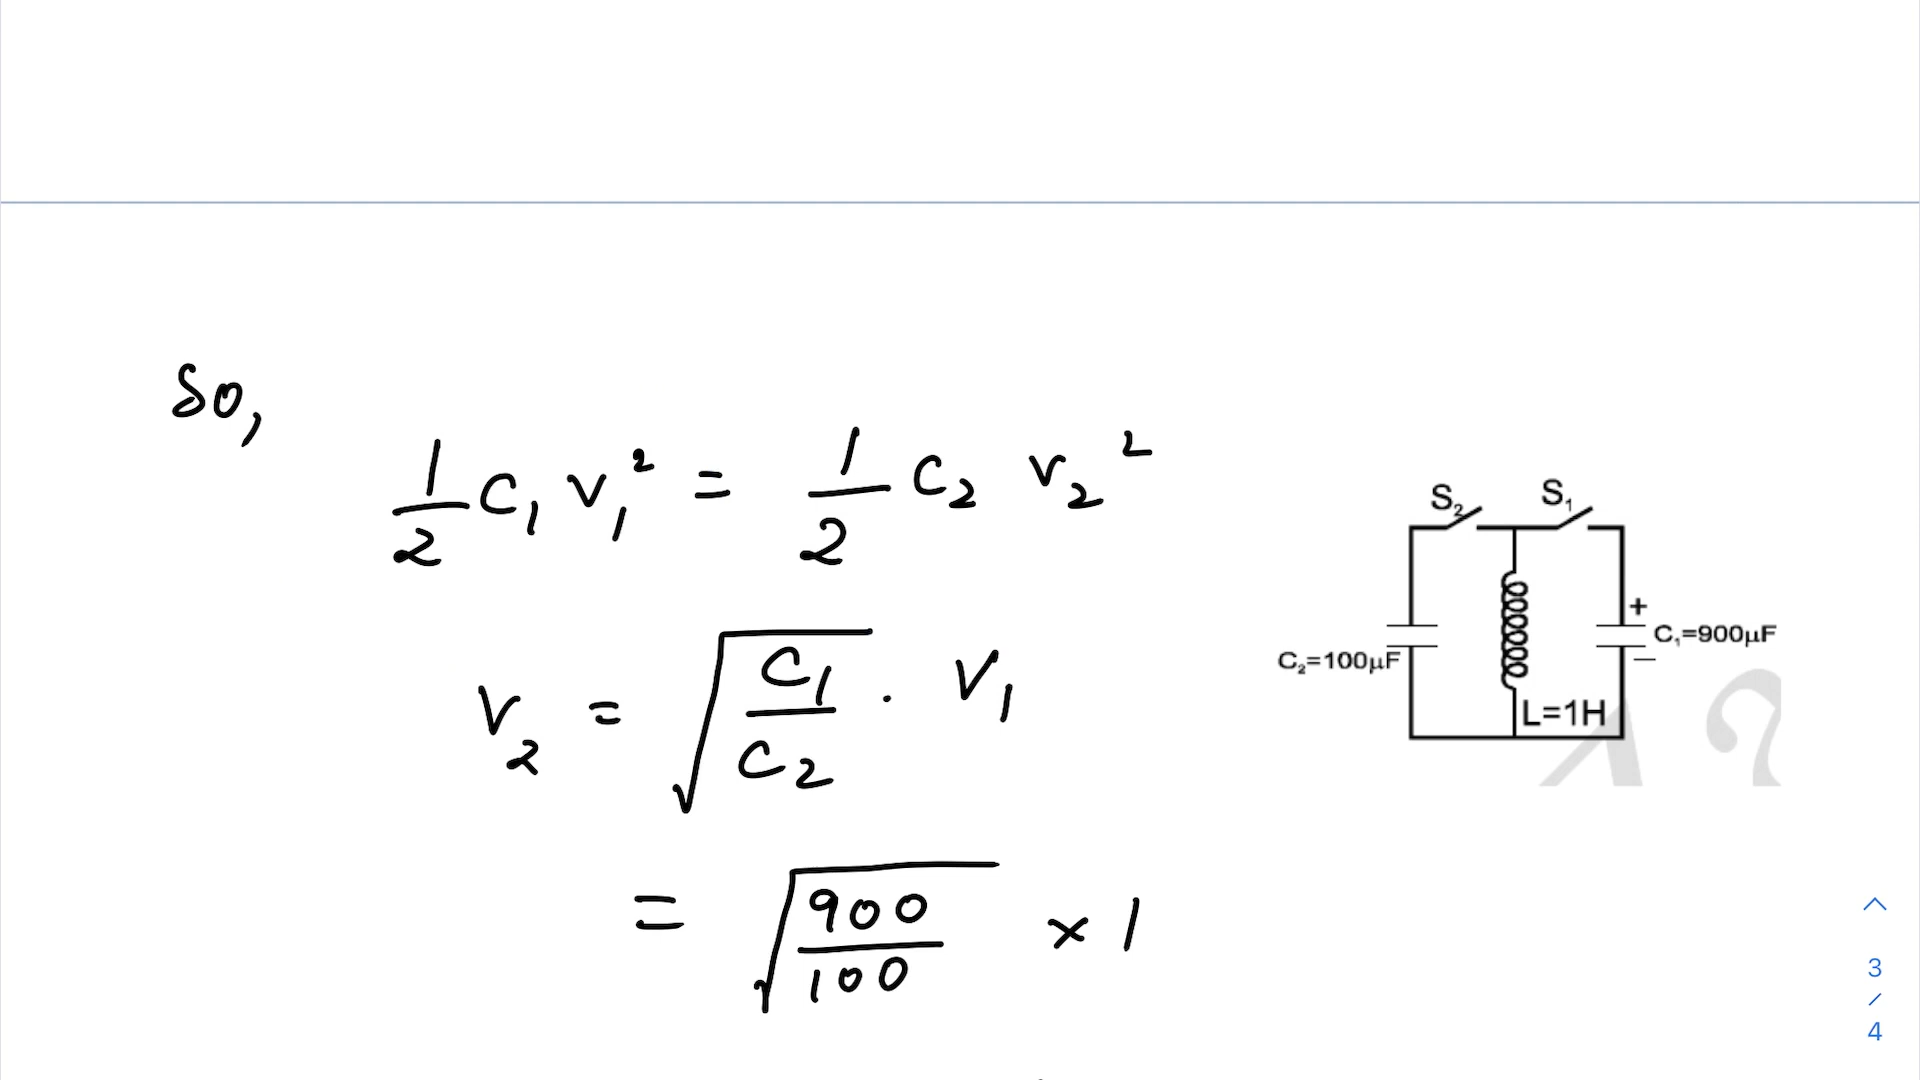 So,
1/2 C₁ V₁² = 1/2 C₂ V₂²
V₂ = √(C₁/C₂) . V₁
= √(900/100) × 1
S₂ S₁
+
C₁=900µF
C₂=100µF
−
L=1H
3
/
4